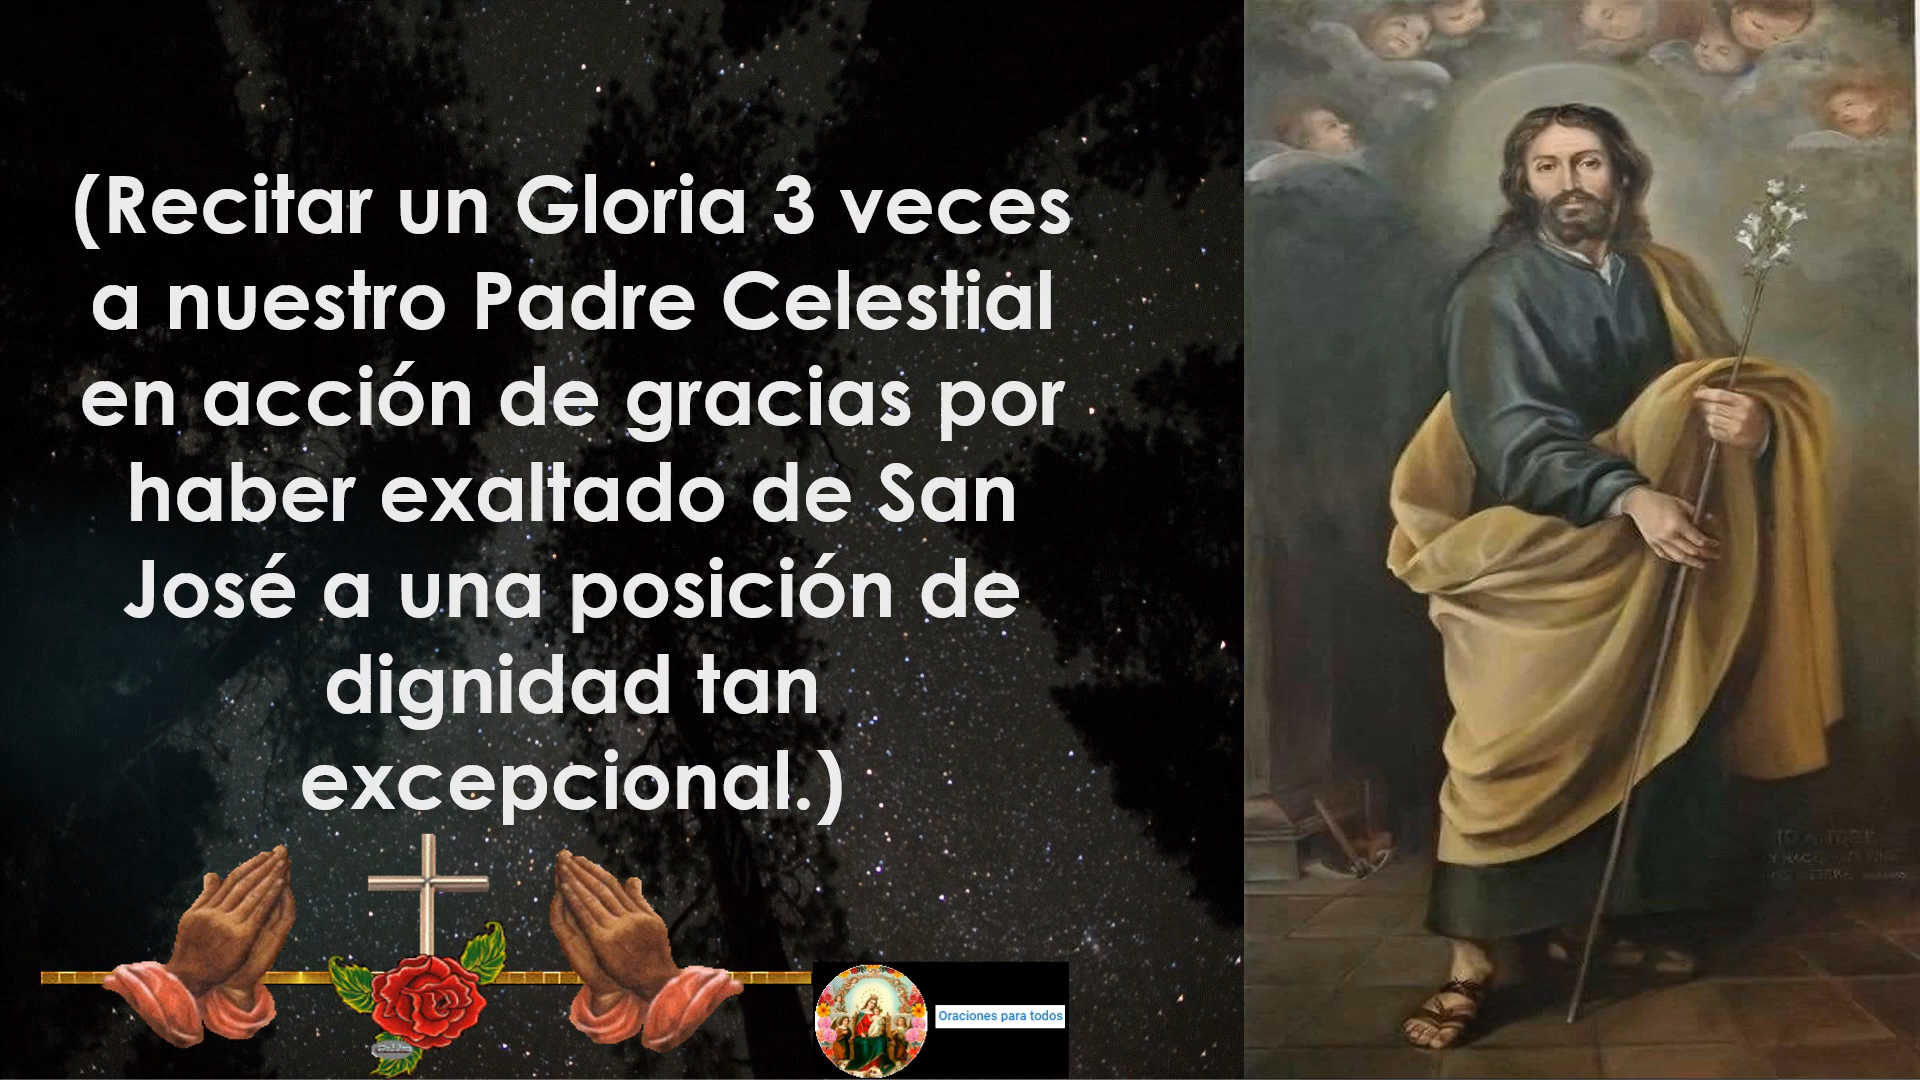 (Recitar un Gloria 3 veces
a nuestro Padre Celestial
en acción de gracias por
haber exaltado de San
José a una posición de
dignidad tan
excepcional.)
Oraciones para todos